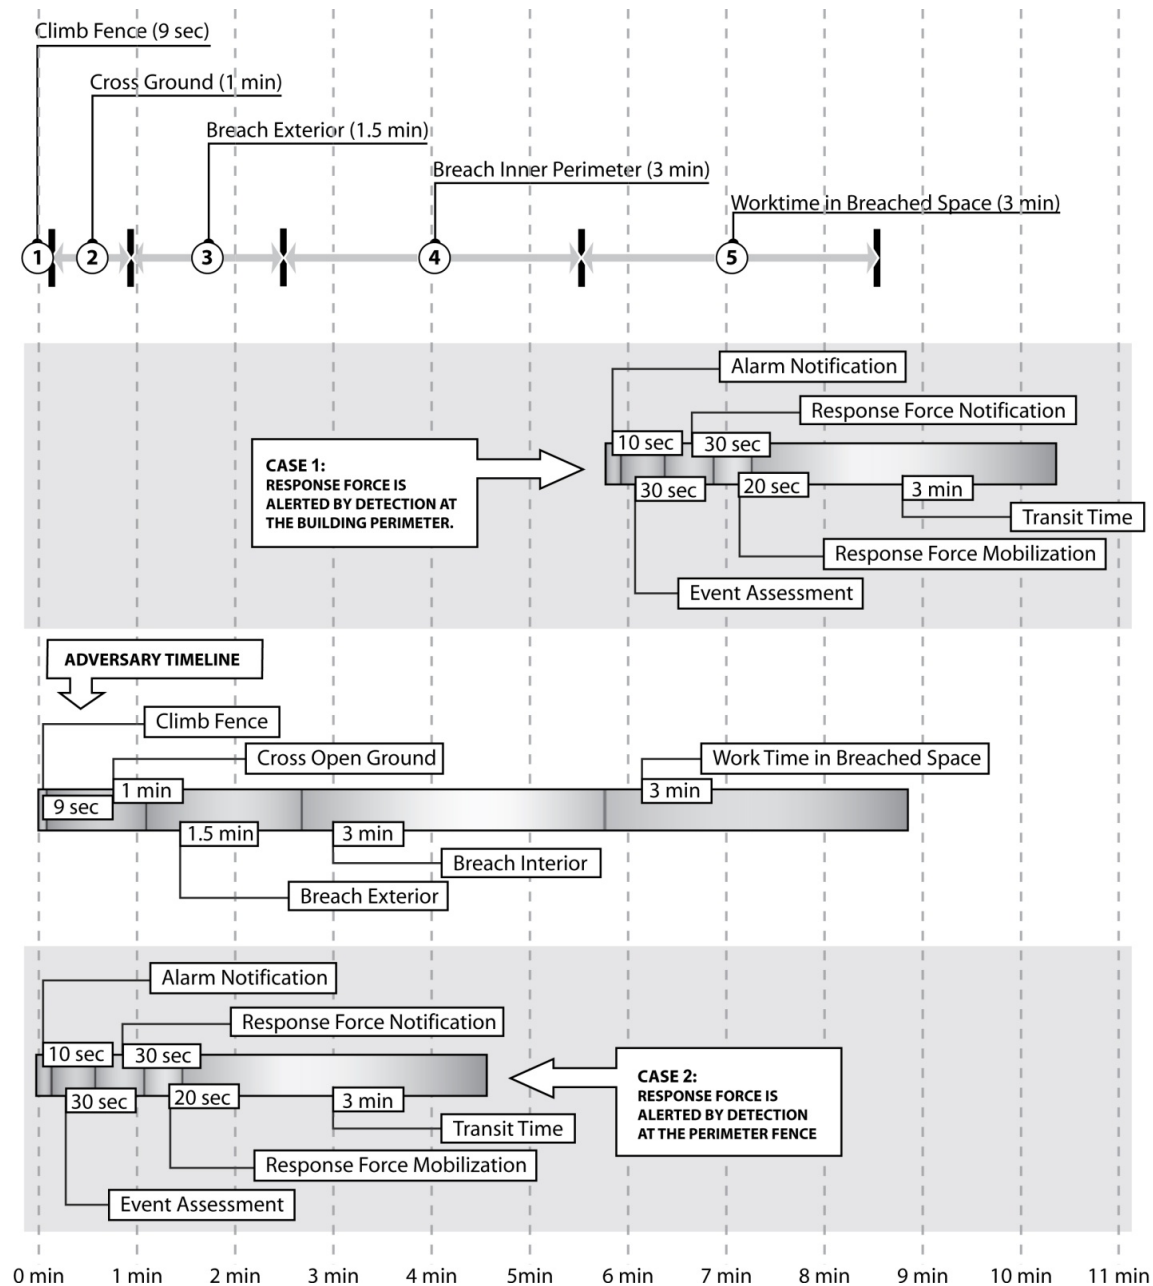 Climb Fence (9 sec)
Cross Ground (1 min)
Breach Exterior (1.5 min)
Breach Inner Perimeter (3 min)
Worktime in Breached Space (3 min)
1 2 3 4 5
Alarm Notification
Response Force Notification
10 sec 30 sec
CASE 1:
RESPONSE FORCE IS
ALERTED BY DETECTION AT
THE BUILDING PERIMETER.
30 sec 20 sec 3 min
Transit Time
Response Force Mobilization
Event Assessment
ADVERSARY TIMELINE
Climb Fence
Cross Open Ground
Work Time in Breached Space
9 sec 1 min 3 min
1.5 min 3 min
Breach Interior
Breach Exterior
Alarm Notification
Response Force Notification
10 sec 30 sec
CASE 2:
RESPONSE FORCE IS
ALERTED BY DETECTION
AT THE PERIMETER FENCE
30 sec 20 sec 3 min
Transit Time
Response Force Mobilization
Event Assessment
0 min 1 min 2 min 3 min 4 min 5min 6 min 7 min 8 min 9 min 10 min 11 min